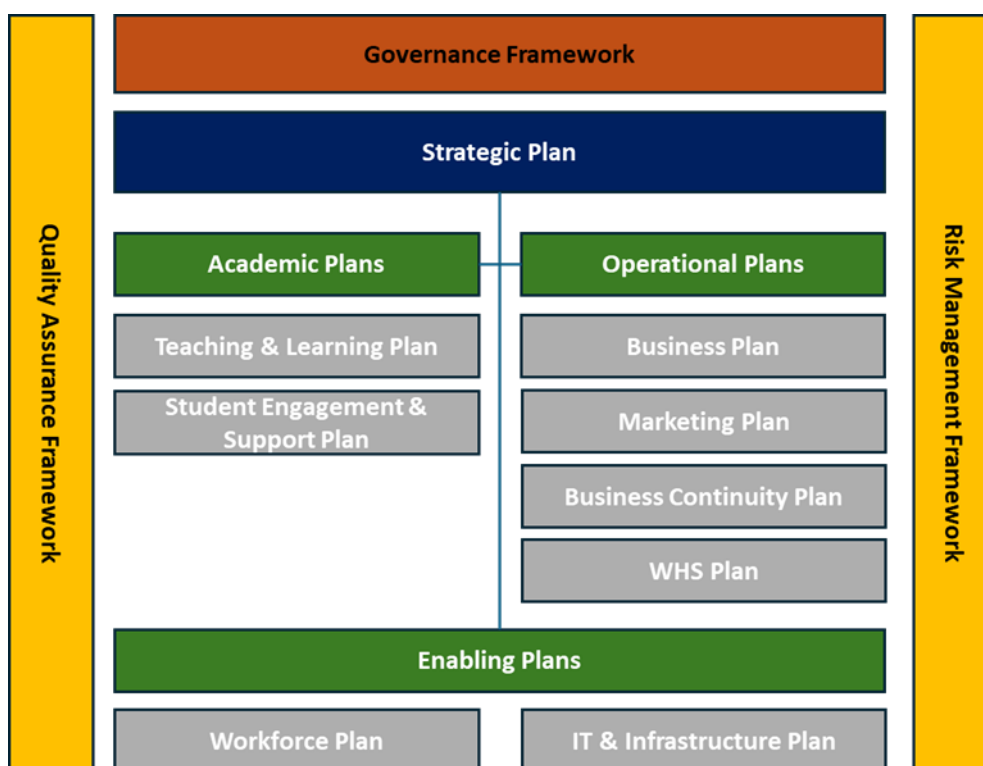 Governance Framework
Strategic Plan
Quality Assurance Framework
Academic Plans
Teaching & Learning Plan
Student Engagement &
Support Plan
Operational Plans
Business Plan
Marketing Plan
Business Continuity Plan
WHS Plan
Enabling Plans
Workforce Plan
IT & Infrastructure Plan
Risk Management Framework